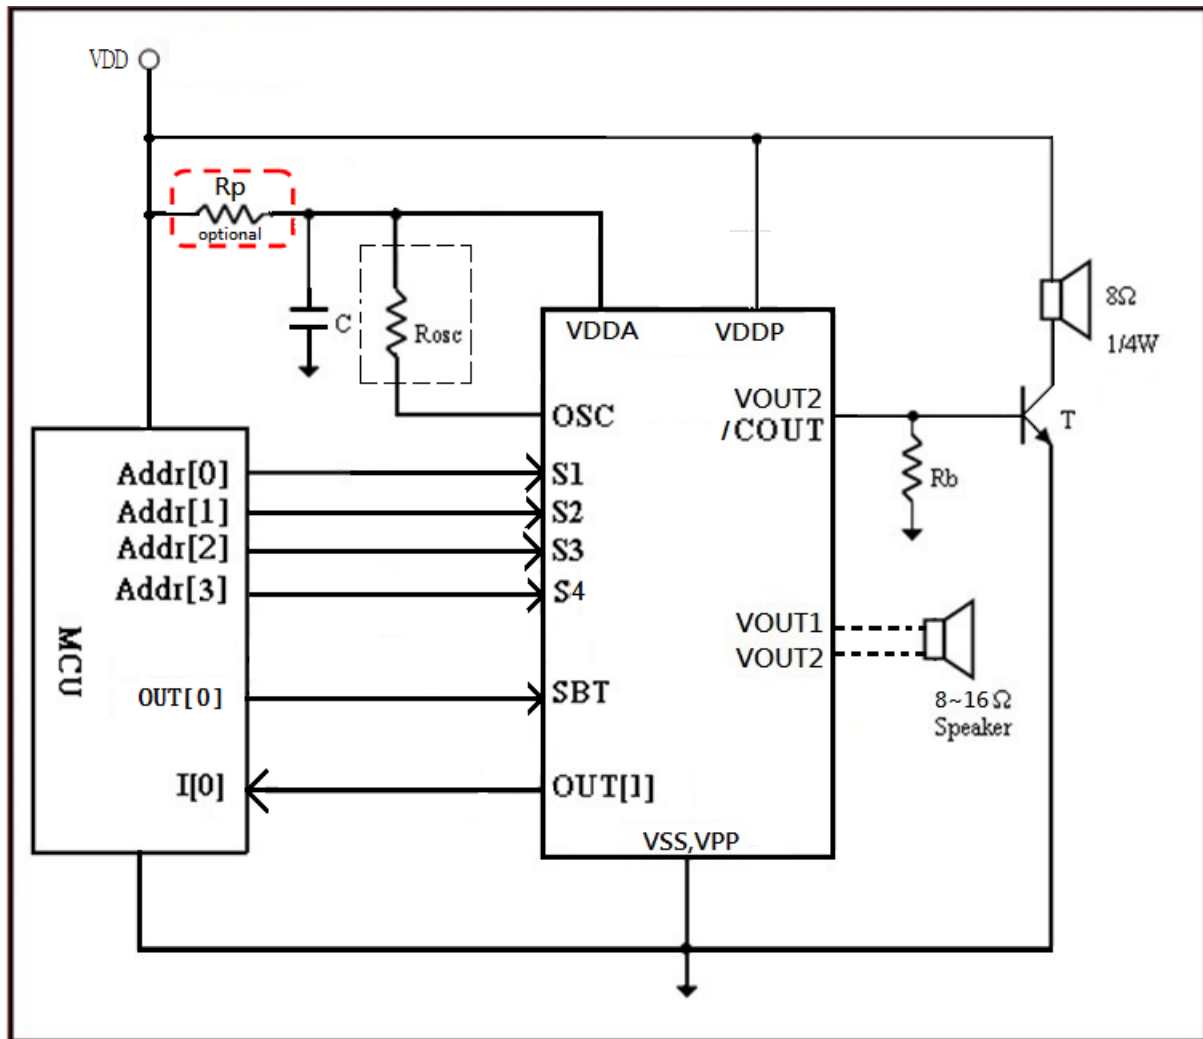 VDD
Rp
optional
C
Rosc
VDDA
VDDP
8Ω
1/4W
OSC
VOUT2
/COUT
T
Rb
Addr[0]
S1
Addr[1]
S2
Addr[2]
S3
Addr[3]
S4
MCU
VOUT1
VOUT2
OUT[0]
SBT
8~16Ω
Speaker
I[0]
OUT[1]
VSS,VPP